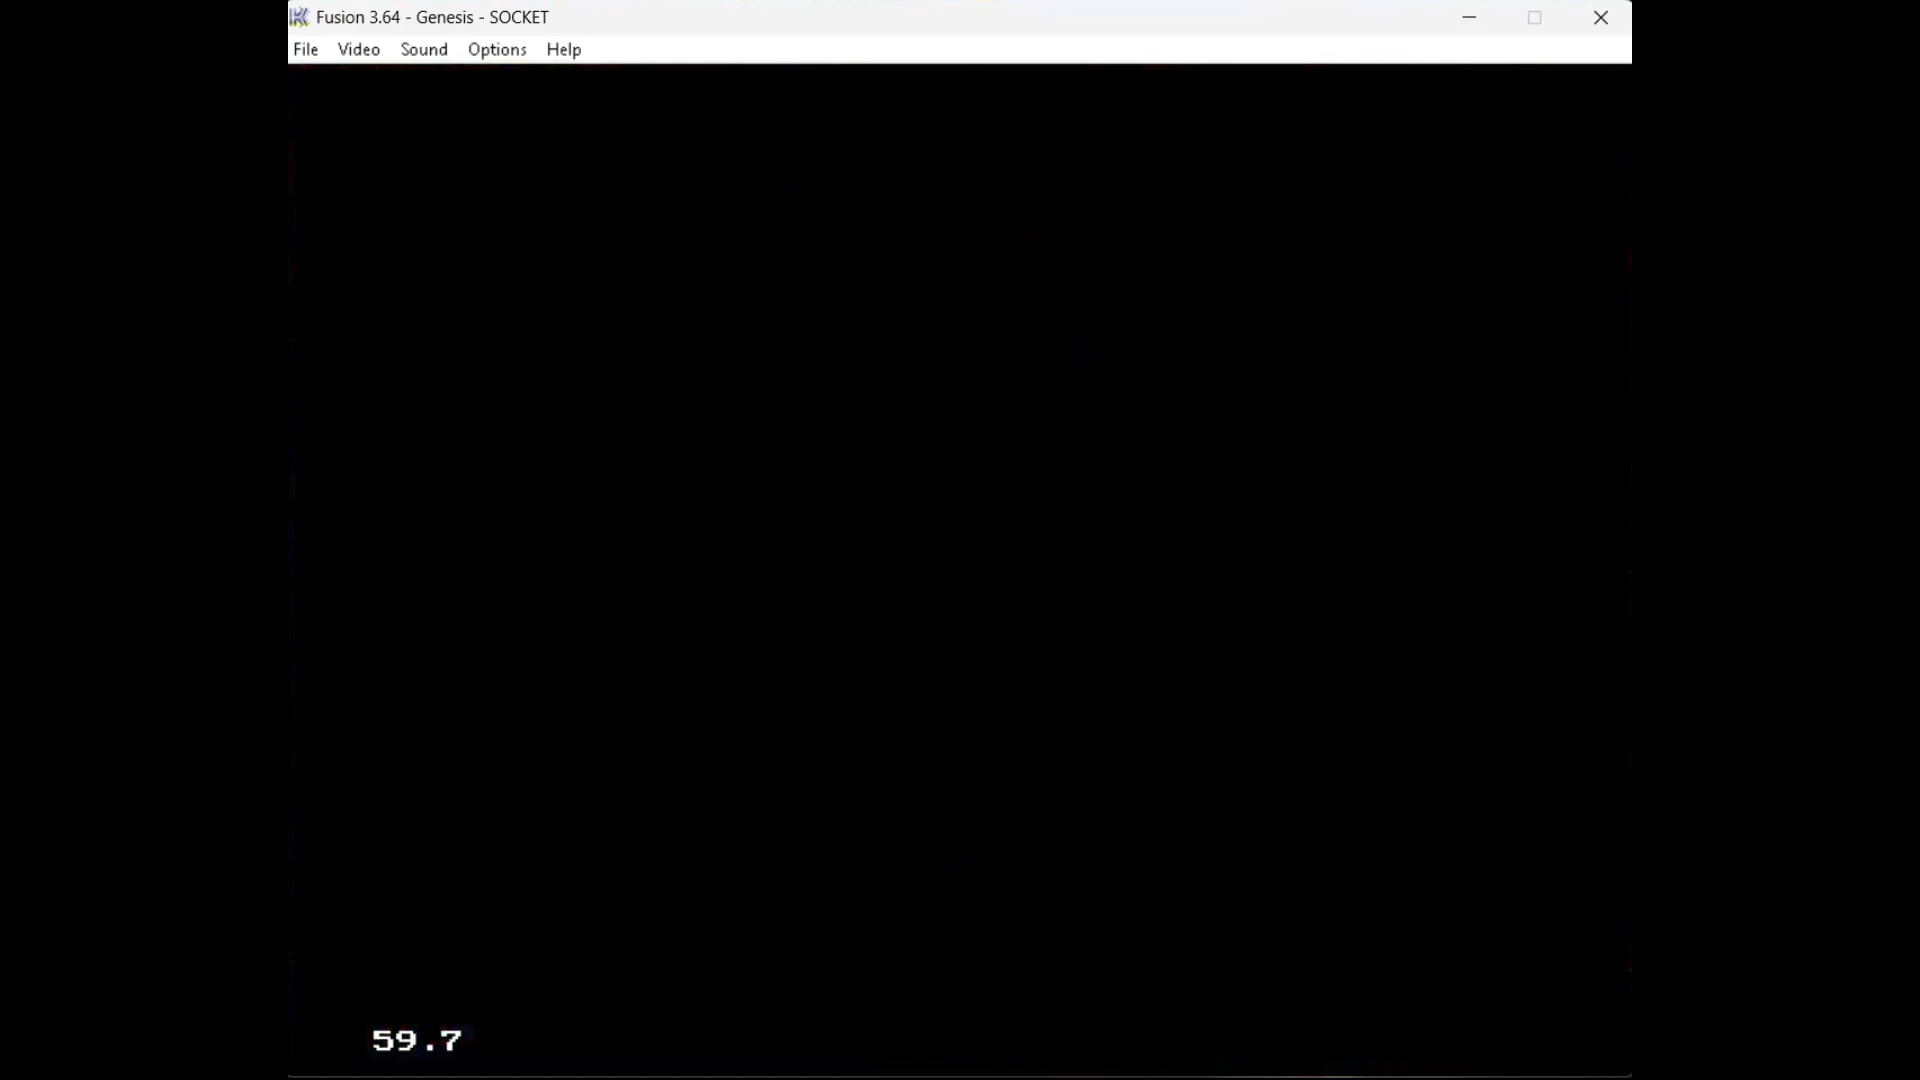 Fusion 3.64 - Genesis - SOCKET
File Video Sound Options Help
59.7